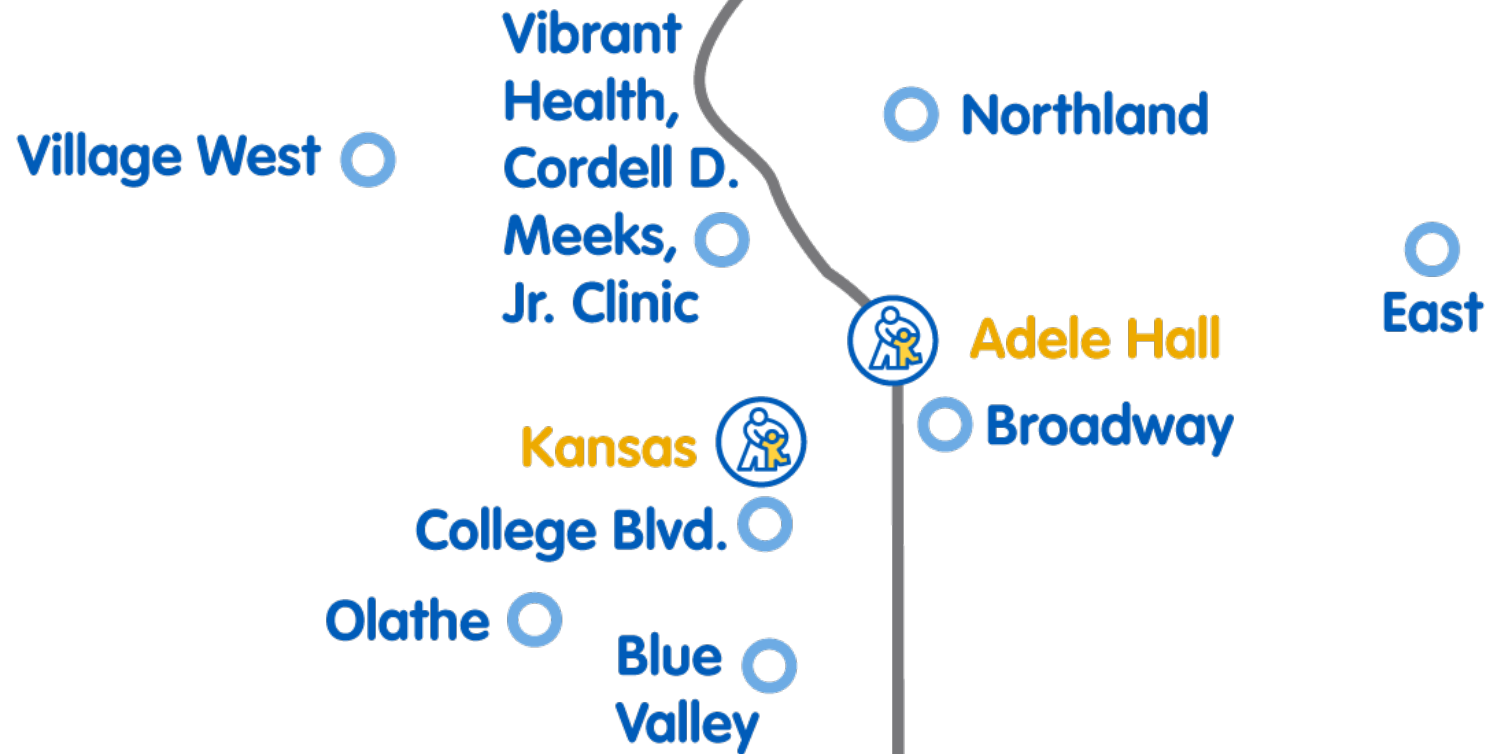 Vibrant
Health,
Cordell D.
Meeks,
Jr. Clinic
Northland
Village West
East
Adele Hall
Broadway
Kansas
College Blvd.
Olathe
Blue
Valley